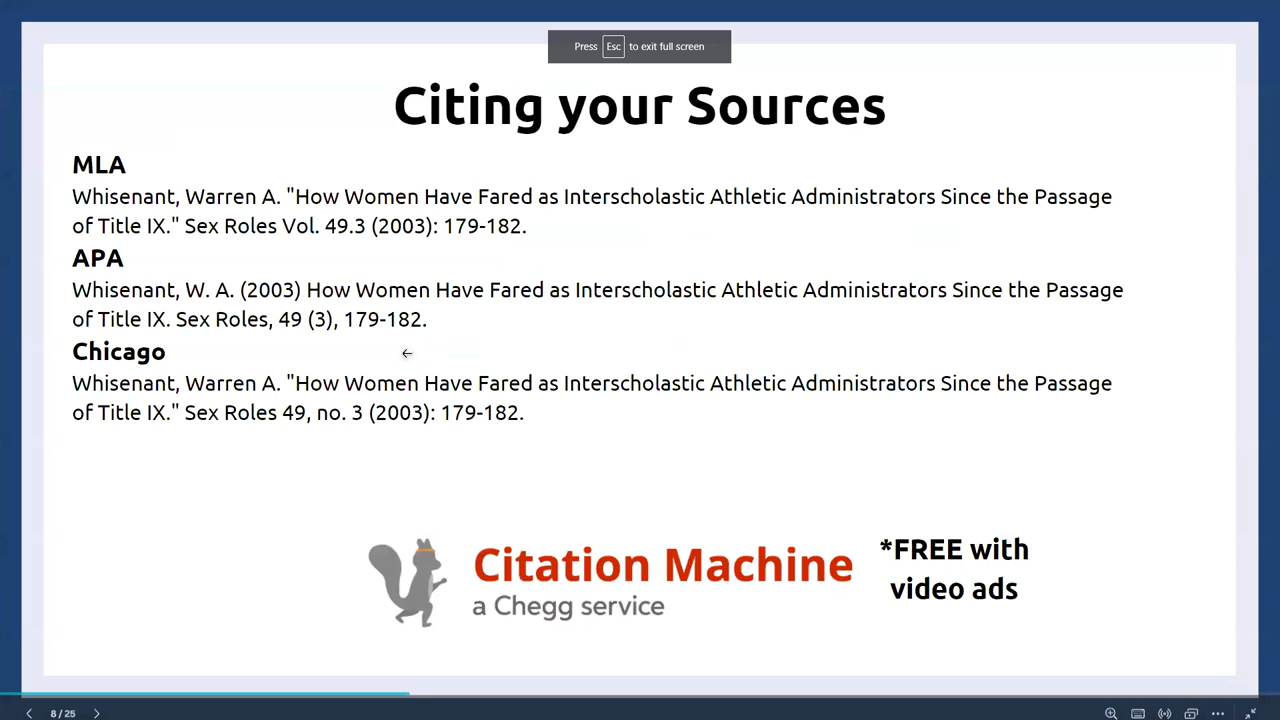 Press Esc to exit full screen
Citing your Sources
MLA
Whisenant, Warren A. "How Women Have Fared as Interscholastic Athletic Administrators Since the Passage
of Title IX." Sex Roles Vol. 49.3 (2003): 179-182.
APA
Whisenant, W. A. (2003) How Women Have Fared as Interscholastic Athletic Administrators Since the Passage
of Title IX. Sex Roles, 49 (3), 179-182.
Chicago
Whisenant, Warren A. "How Women Have Fared as Interscholastic Athletic Administrators Since the Passage
of Title IX." Sex Roles 49, no. 3 (2003): 179-182.
Citation Machine
a Chegg service
*FREE with
video ads
8 / 25